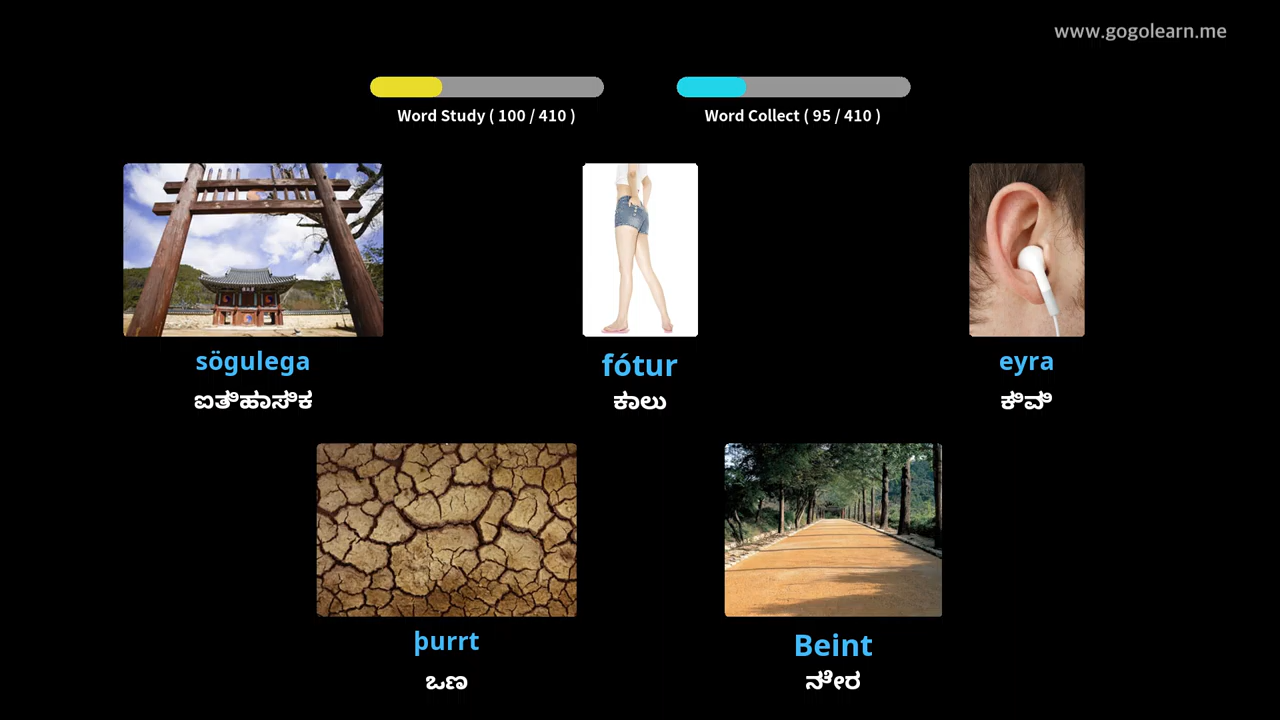 www.gogolearn.me
Word Study ( 100 / 410 )
Word Collect ( 95 / 410 )
sögulega
ಐತಿಹಾಸಿಕ
fótur
ಕಾಲು
eyra
ಕಿವಿ
þurrt
ಒಣ
Beint
ನೇರ